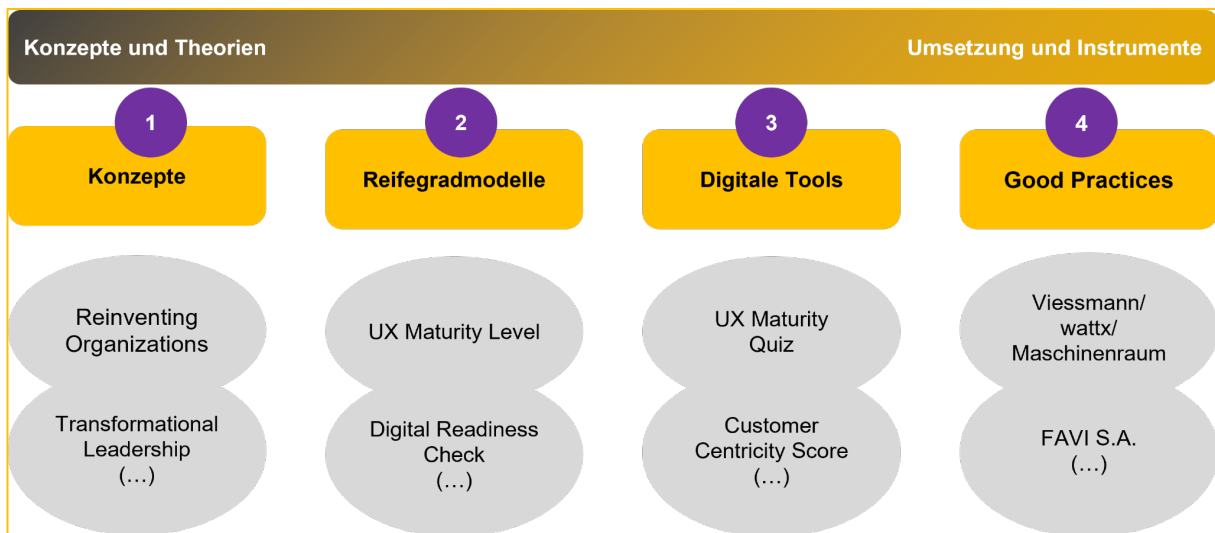 Konzepte und Theorien
Umsetzung und Instrumente
1
Konzepte
2
Reifegradmodelle
3
Digitale Tools
4
Good Practices
Reinventing
Organizations
UX Maturity Level
UX Maturity
Quiz
Viessmann/
wattx/
Maschinenraum
Transformational
Leadership
(…)
Digital Readiness
Check
(…)
Customer
Centricity Score
(…)
FAVI S.A.
(…)